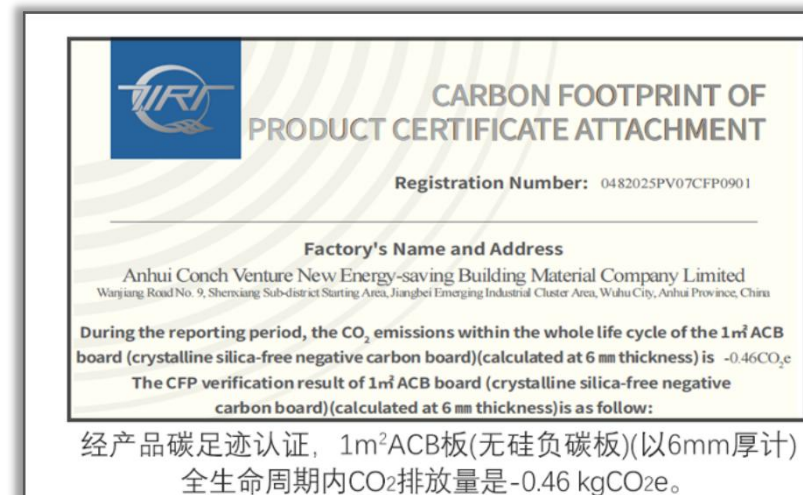 CARBON FOOTPRINT OF
PRODUCT CERTIFICATE ATTACHMENT
Registration Number: 0482025PV07CFP0901
Factory's Name and Address
Anhui Conch Venture New Energy-saving Building Material Company Limited
Wanjiang Road No. 9, Shenxiang Sub-district Starting Area, Jiangbei Emerging Industrial Cluster Area, Wuhu City, Anhui Province, China
During the reporting period, the CO₂ emissions within the whole life cycle of the 1㎡ ACB
board (crystalline silica-free negative carbon board)(calculated at 6 mm thickness) is -0.46CO₂e
The CFP verification result of 1㎡ ACB board (crystalline silica-free negative
carbon board)(calculated at 6 mm thickness)is as follow:
经产品碳足迹认证，1m²ACB板(无硅负碳板)(以6mm厚计)
全生命周期内CO₂排放量是-0.46 kgCO₂e。